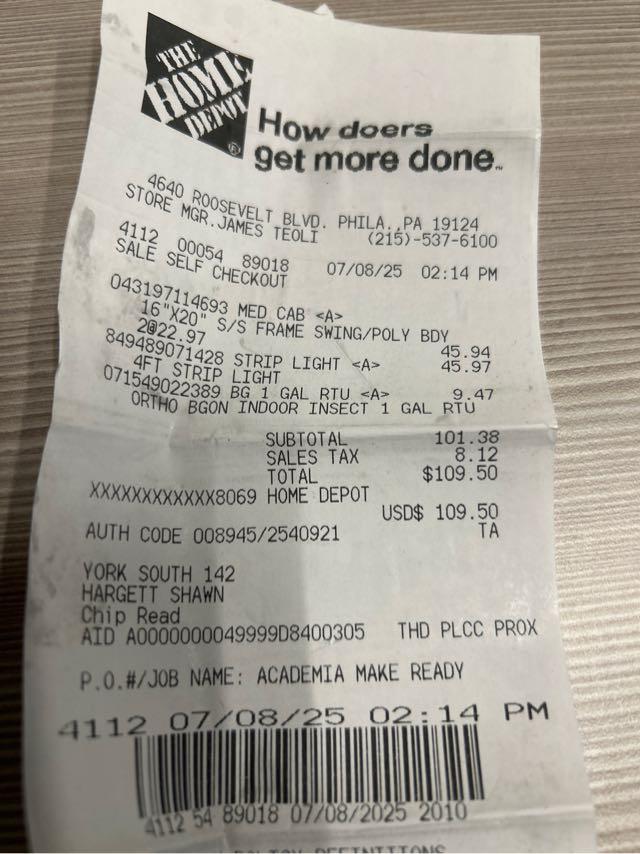 THE
HOME
DEPOT
®
How doers
get more done.™
4640 ROOSEVELT BLVD. PHILA.,PA 19124
STORE MGR.JAMES TEOLI (215)-537-6100
4112 00054 89018 07/08/25 02:14 PM
SALE SELF CHECKOUT
043197114693 MED CAB <A>
16"X20" S/S FRAME SWING/POLY BDY
2@22.97 45.94
849489071428 STRIP LIGHT <A> 45.97
4FT STRIP LIGHT
071549022389 BG 1 GAL RTU <A> 9.47
ORTHO BGON INDOOR INSECT 1 GAL RTU
SUBTOTAL 101.38
SALES TAX 8.12
TOTAL $109.50
XXXXXXXXXXXX8069 HOME DEPOT
USD$ 109.50
AUTH CODE 008945/2540921 TA
YORK SOUTH 142
HARGETT SHAWN
Chip Read
AID A0000000049999D8400305 THD PLCC PROX
P.O.#/JOB NAME: ACADEMIA MAKE READY
4112 07/08/25 02:14 PM
4112 54 89018 07/08/2025 2010
DEFINITIONS